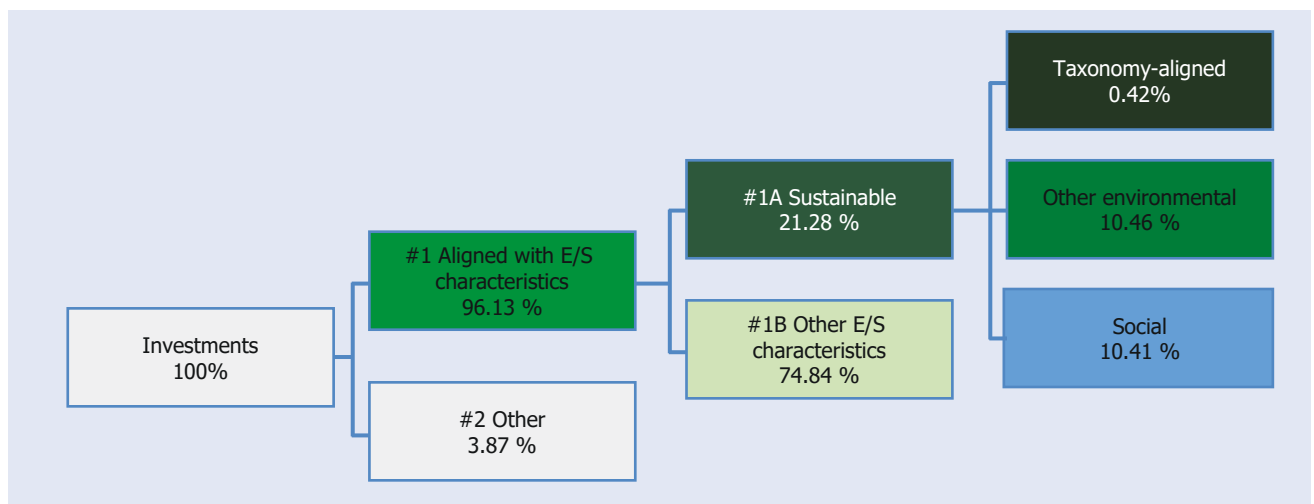 Investments
100%
#1 Aligned with E/S
characteristics
96.13 %
#2 Other
3.87 %
#1A Sustainable
21.28 %
#1B Other E/S
characteristics
74.84 %
Taxonomy-aligned
0.42%
Other environmental
10.46 %
Social
10.41 %